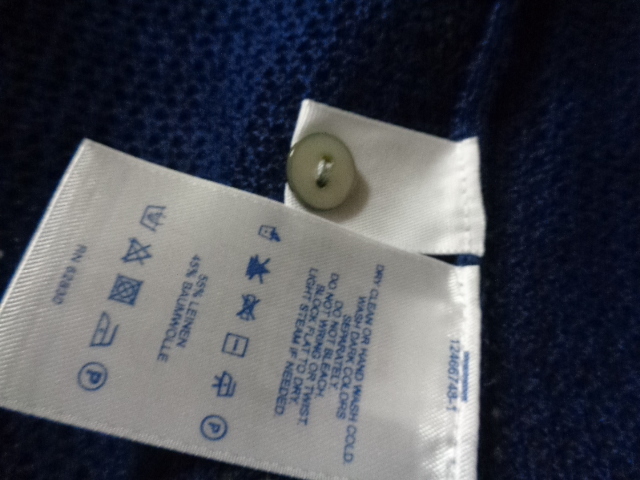 12466748-1
DRY CLEAN OR HAND WASH COLD.
WASH DARK COLORS
SEPARATELY.
DO NOT BLEACH.
DO NOT WRING OR TWIST.
BLOCK FLAT TO DRY.
LIGHT STEAM IF NEEDED.
P
55% LEINEN
45% BAUMWOLLE
P
RN 63830